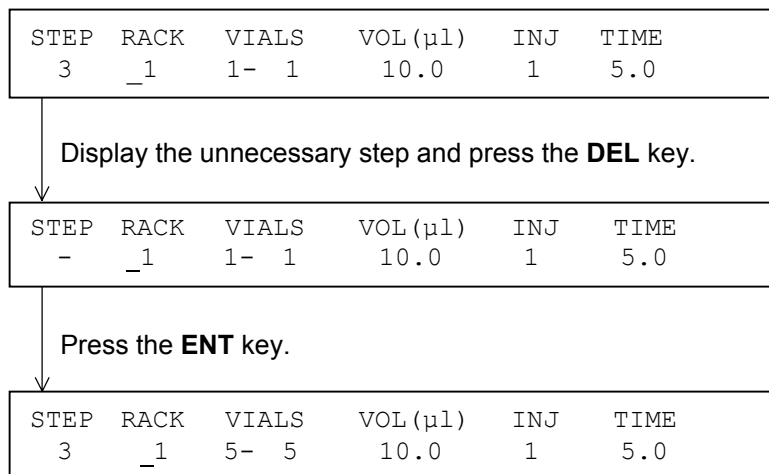 STEP RACK VIALS VOL(µl) INJ TIME
3 _1 1- 1 10.0 1 5.0
Display the unnecessary step and press the DEL key.
STEP RACK VIALS VOL(µl) INJ TIME
- _1 1- 1 10.0 1 5.0
Press the ENT key.
STEP RACK VIALS VOL(µl) INJ TIME
3 _1 5- 5 10.0 1 5.0